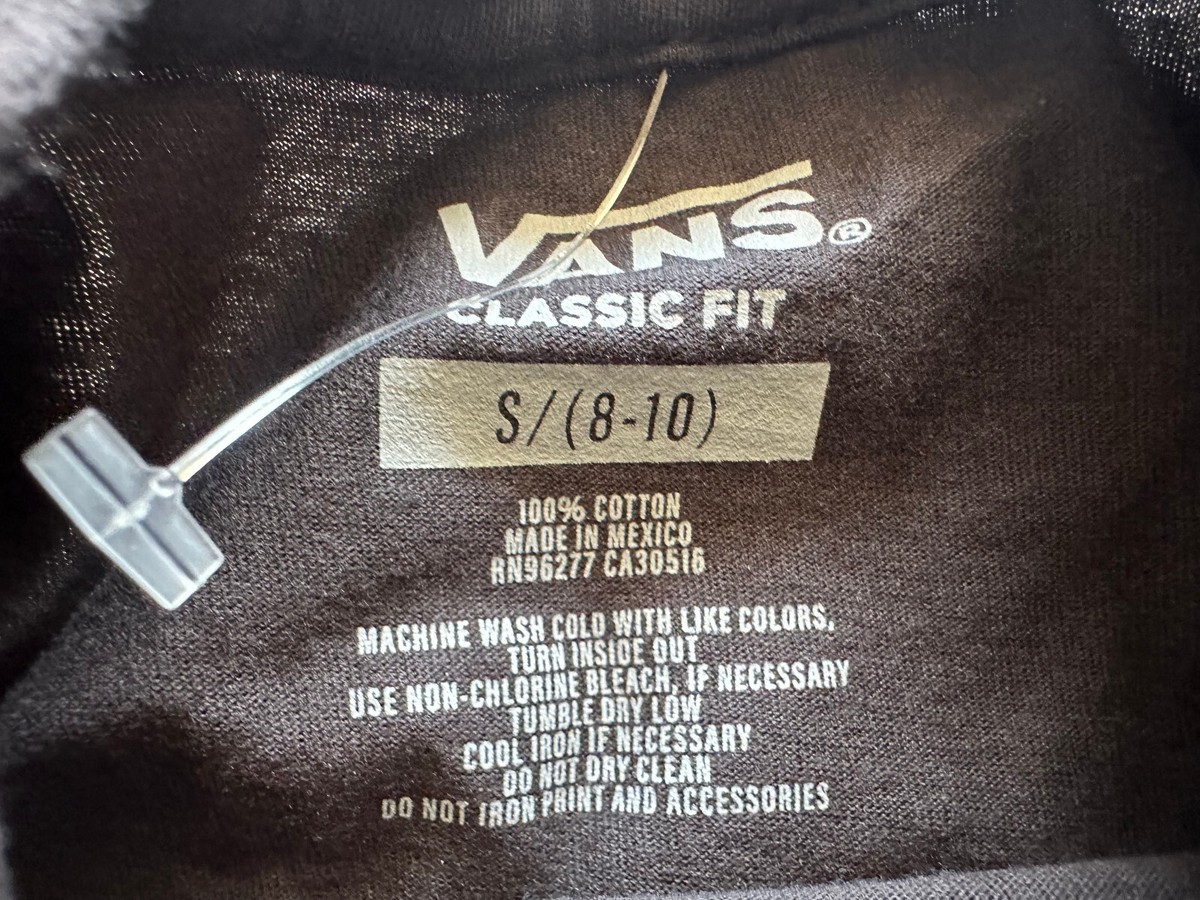 VANS®
CLASSIC FIT
S/(8-10)
100% COTTON
MADE IN MEXICO
RN96277 CA30516
MACHINE WASH COLD WITH LIKE COLORS,
TURN INSIDE OUT
USE NON-CHLORINE BLEACH, IF NECESSARY
TUMBLE DRY LOW
COOL IRON IF NECESSARY
DO NOT DRY CLEAN
DO NOT IRON PRINT AND ACCESSORIES